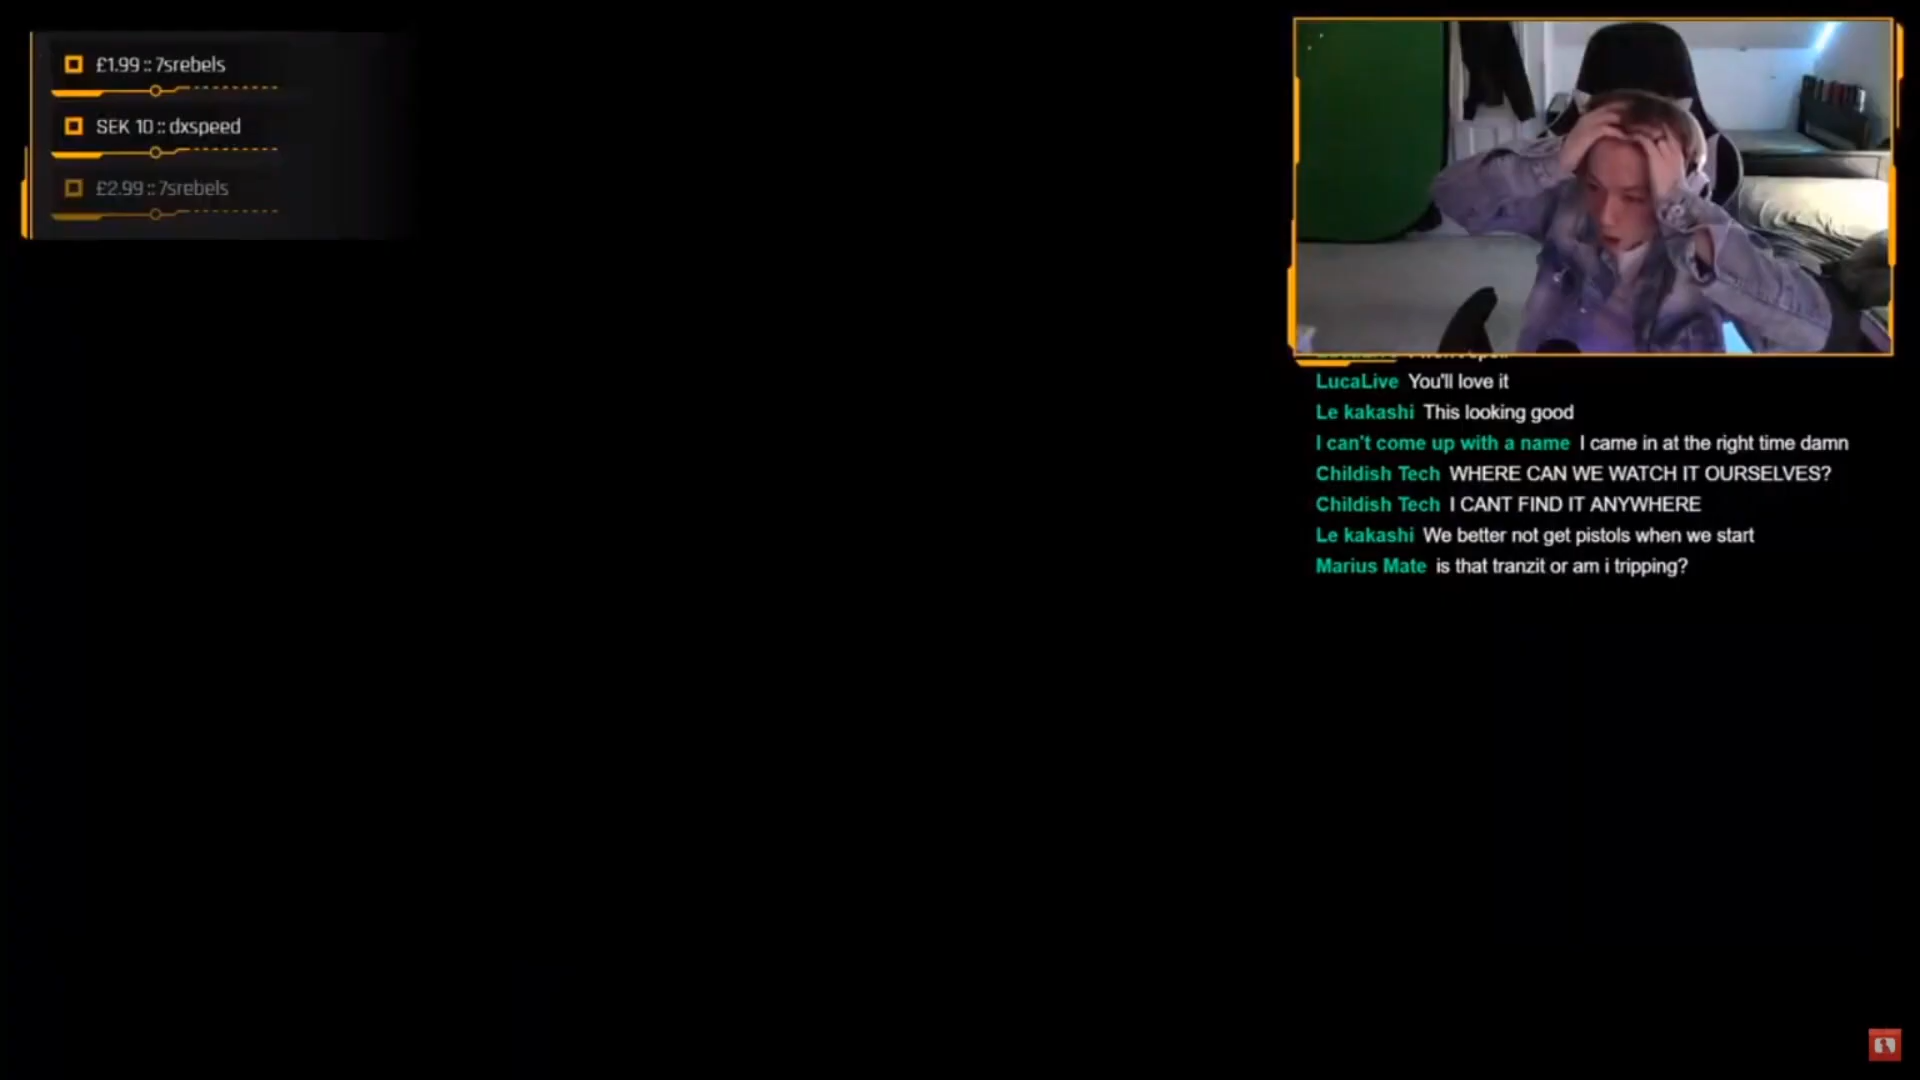 £1.99 :: 7srebels
SEK 10 :: dxspeed
£2.99 :: 7srebels
LucaLive You'll love it
Le kakashi This looking good
I can't come up with a name I came in at the right time damn
Childish Tech WHERE CAN WE WATCH IT OURSELVES?
Childish Tech I CANT FIND IT ANYWHERE
Le kakashi We better not get pistols when we start
Marius Mate is that tranzit or am i tripping?